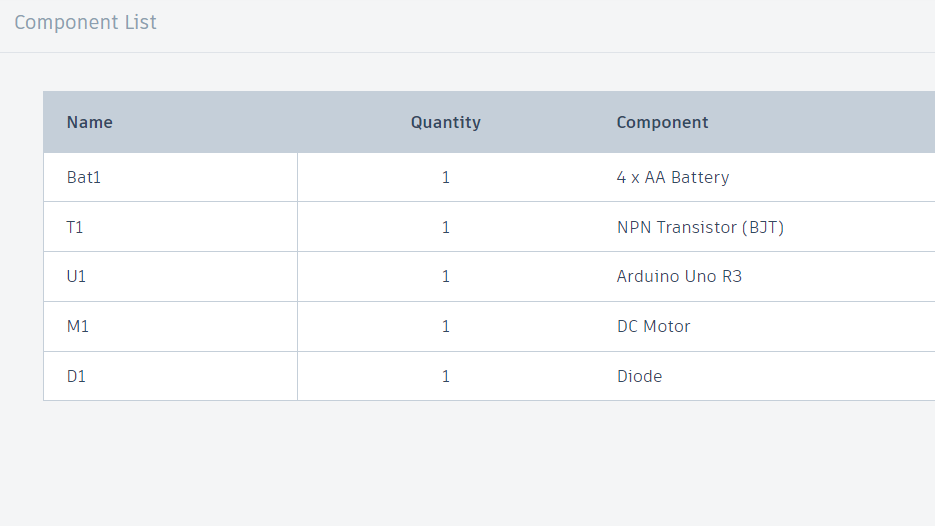 Component List
Name Quantity Component
Bat1 1 4 x AA Battery
T1 1 NPN Transistor (BJT)
U1 1 Arduino Uno R3
M1 1 DC Motor
D1 1 Diode